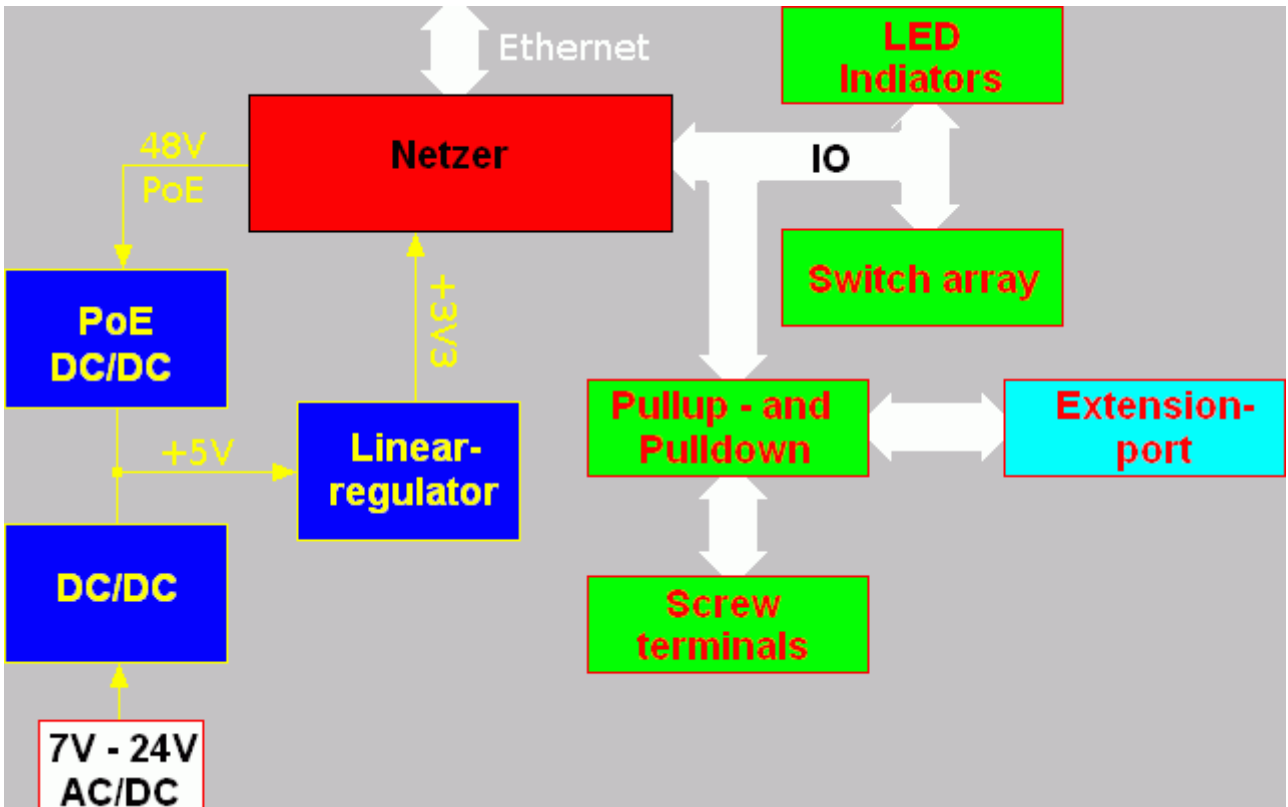 Ethernet
LED
Indiators
Netzer
IO
48V
PoE
Switch array
+3V3
PoE
DC/DC
Pullup - and
Pulldown
Extension-
port
+5V
Linear-
regulator
DC/DC
Screw
terminals
7V - 24V
AC/DC